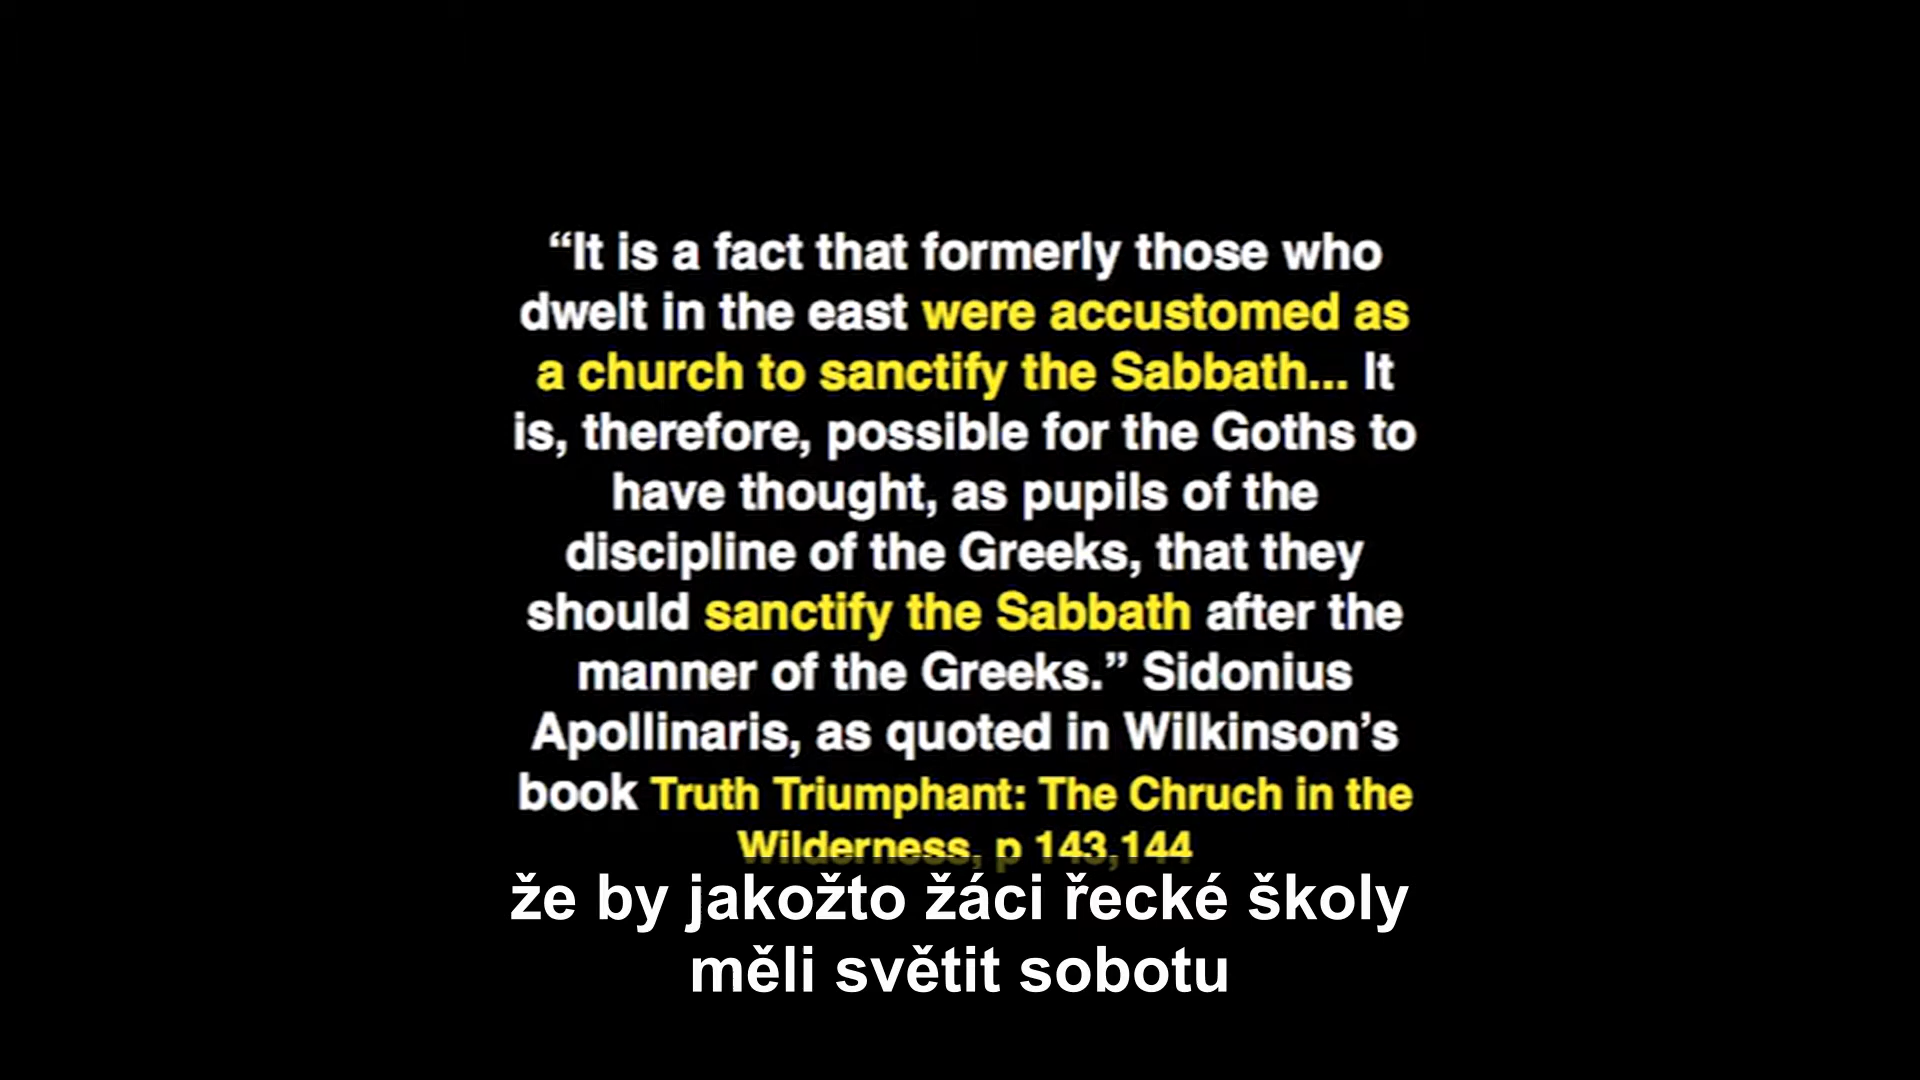 “It is a fact that formerly those who
dwelt in the east were accustomed as
a church to sanctify the Sabbath... It
is, therefore, possible for the Goths to
have thought, as pupils of the
discipline of the Greeks, that they
should sanctify the Sabbath after the
manner of the Greeks.” Sidonius
Apollinaris, as quoted in Wilkinson’s
book Truth Triumphant: The Chruch in the
Wilderness, p 143,144
že by jakožto žáci řecké školy
měli světit sobotu